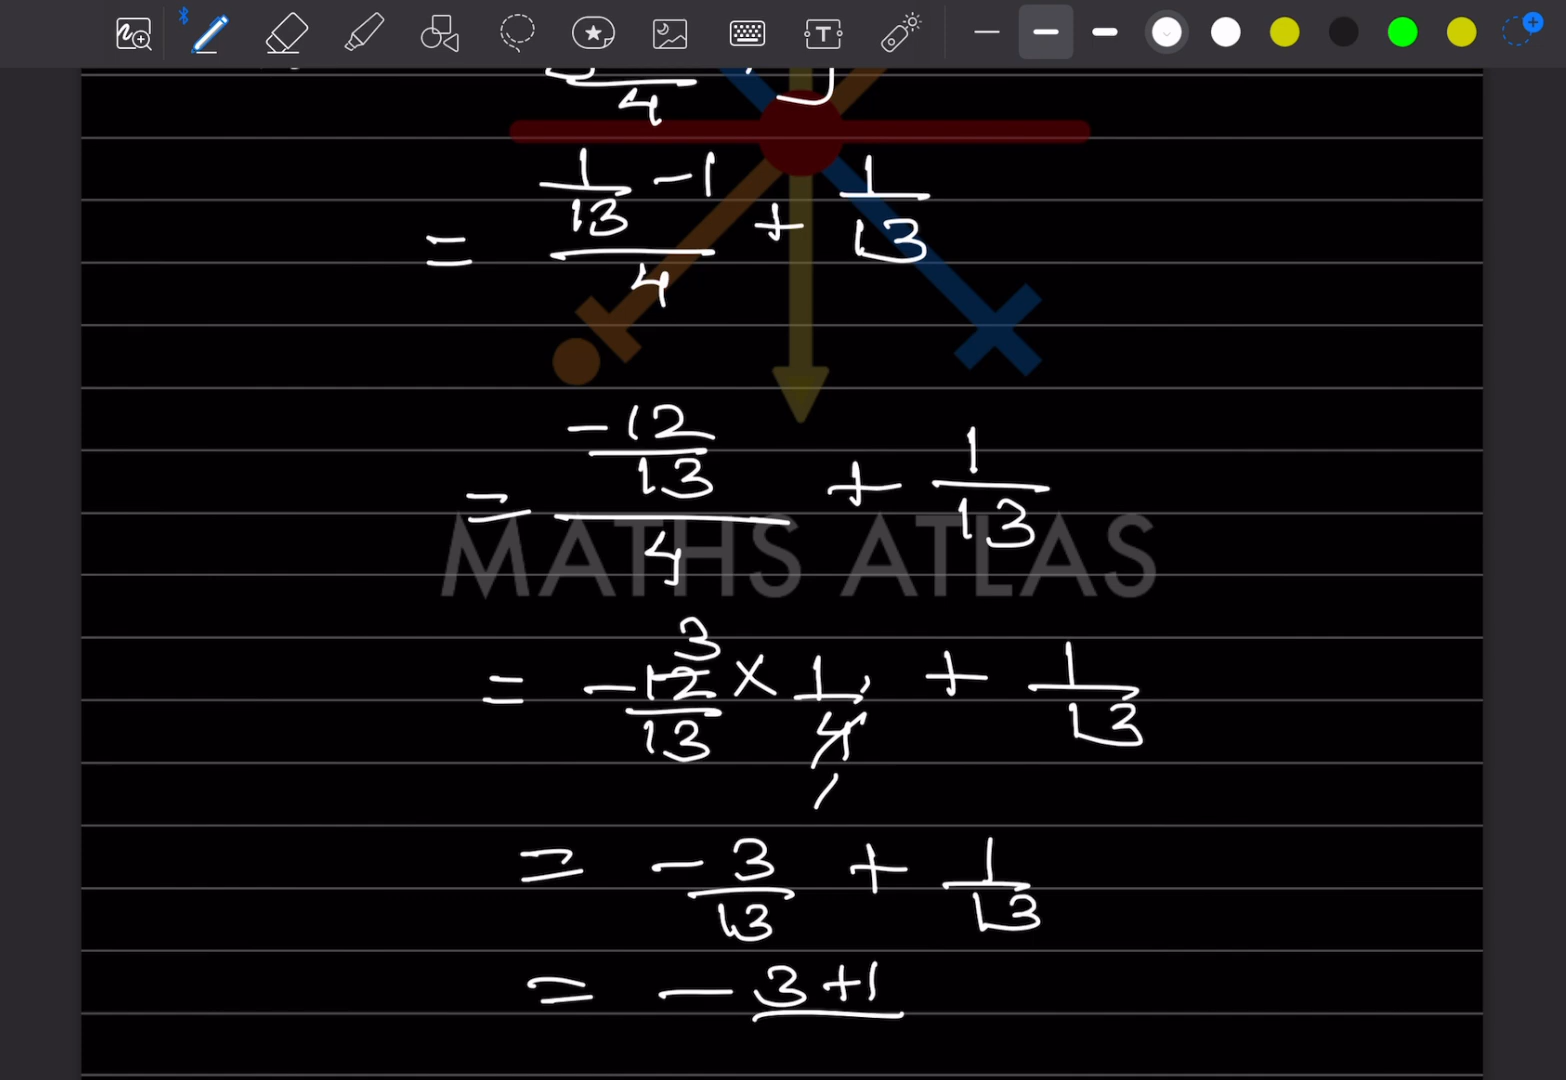 4
1/13 - 1
= ─── + 1/13
4
-12/13
= ─── + 1/13
4
MATHS ATLAS
3
= -12/13 × 1/4 + 1/13
1
= -3/13 + 1/13
= -3+1